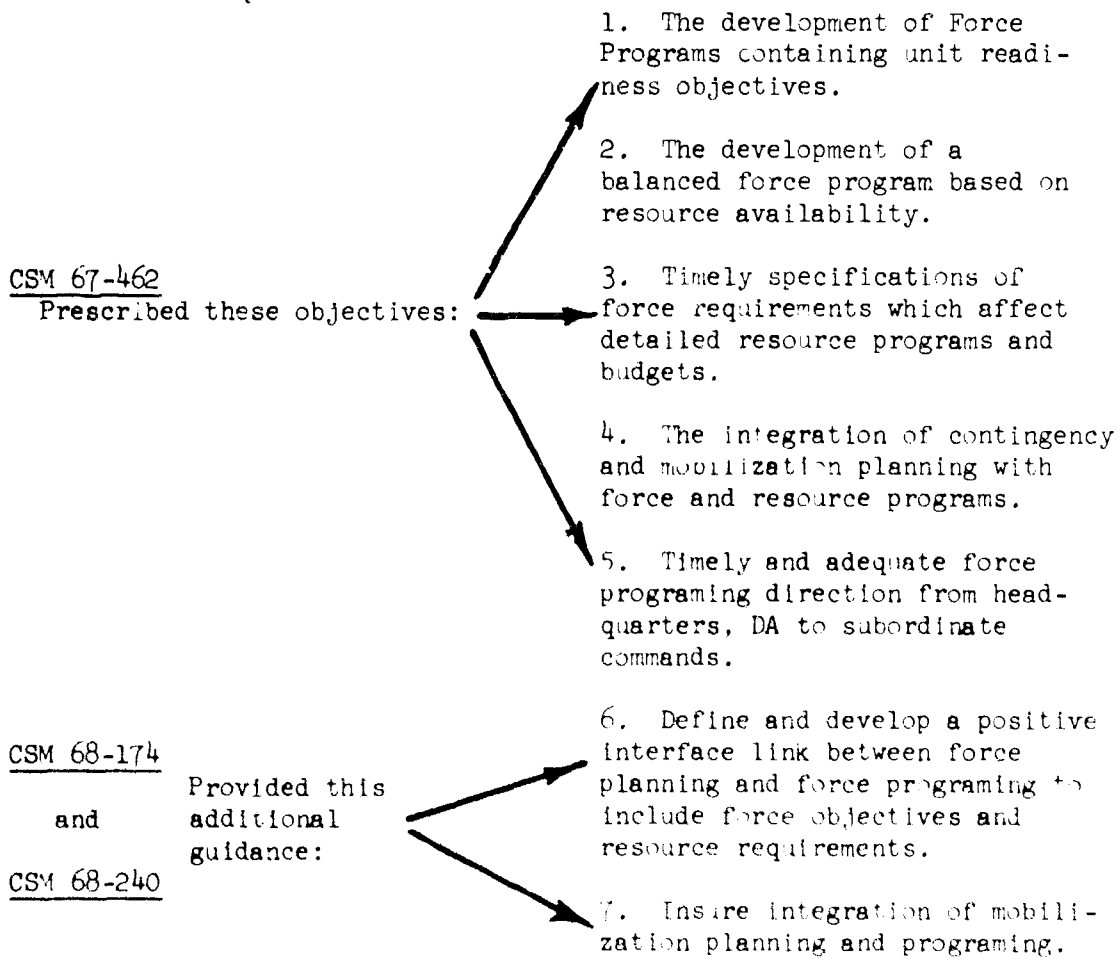 1. The development of Force
Programs containing unit readi-
ness objectives.
2. The development of a
balanced force program based on
resource availability.
CSM 67-462
Prescribed these objectives:
3. Timely specifications of
force requirements which affect
detailed resource programs and
budgets.
4. The integration of contingency
and mobilization planning with
force and resource programs.
5. Timely and adequate force
programing direction from head-
quarters, DA to subordinate
commands.
CSM 68-174
and
CSM 68-240
Provided this
additional
guidance:
6. Define and develop a positive
interface link between force
planning and force programing to
include force objectives and
resource requirements.
7. Insure integration of mobili-
zation planning and programing.